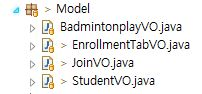 > Model
BadmintonplayVO.java
> EnrollmentTabVO.java
> JoinVO.java
> StudentVO.java